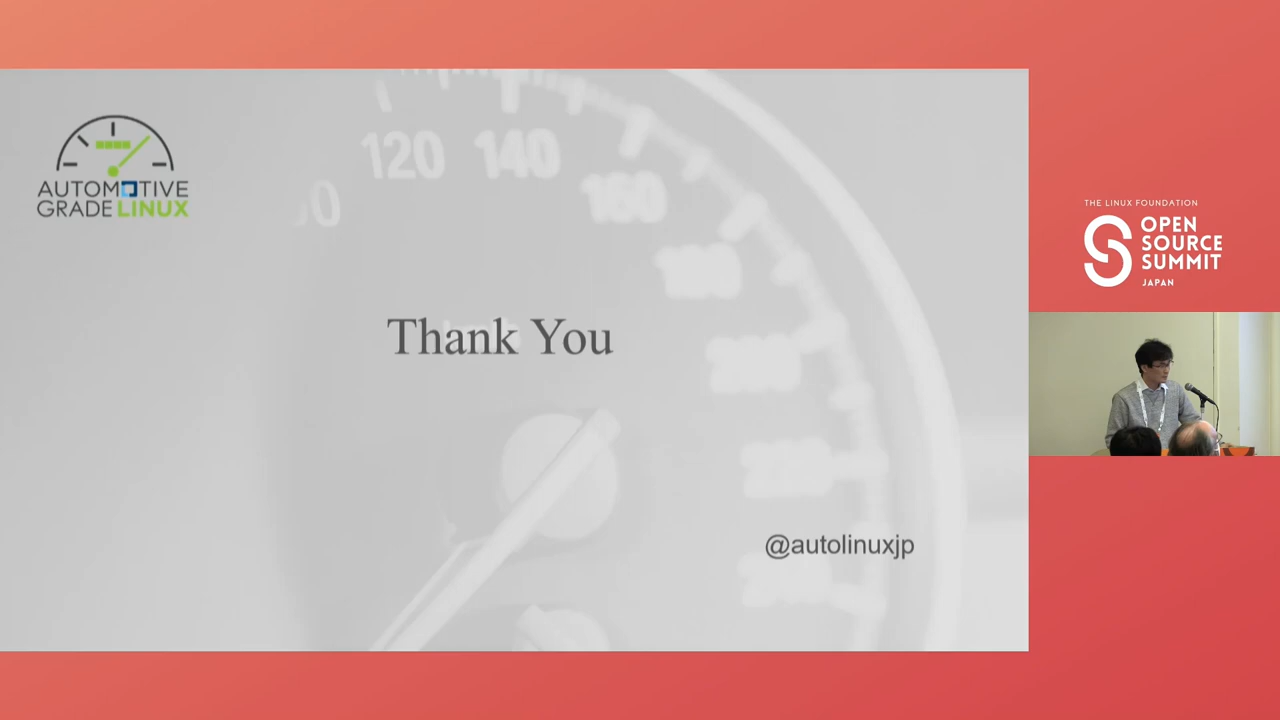 AUTOMOTIVE
GRADE LINUX
120
140
160
Thank You
@autolinuxjp
THE LINUX FOUNDATION
OPEN
SOURCE
SUMMIT
JAPAN